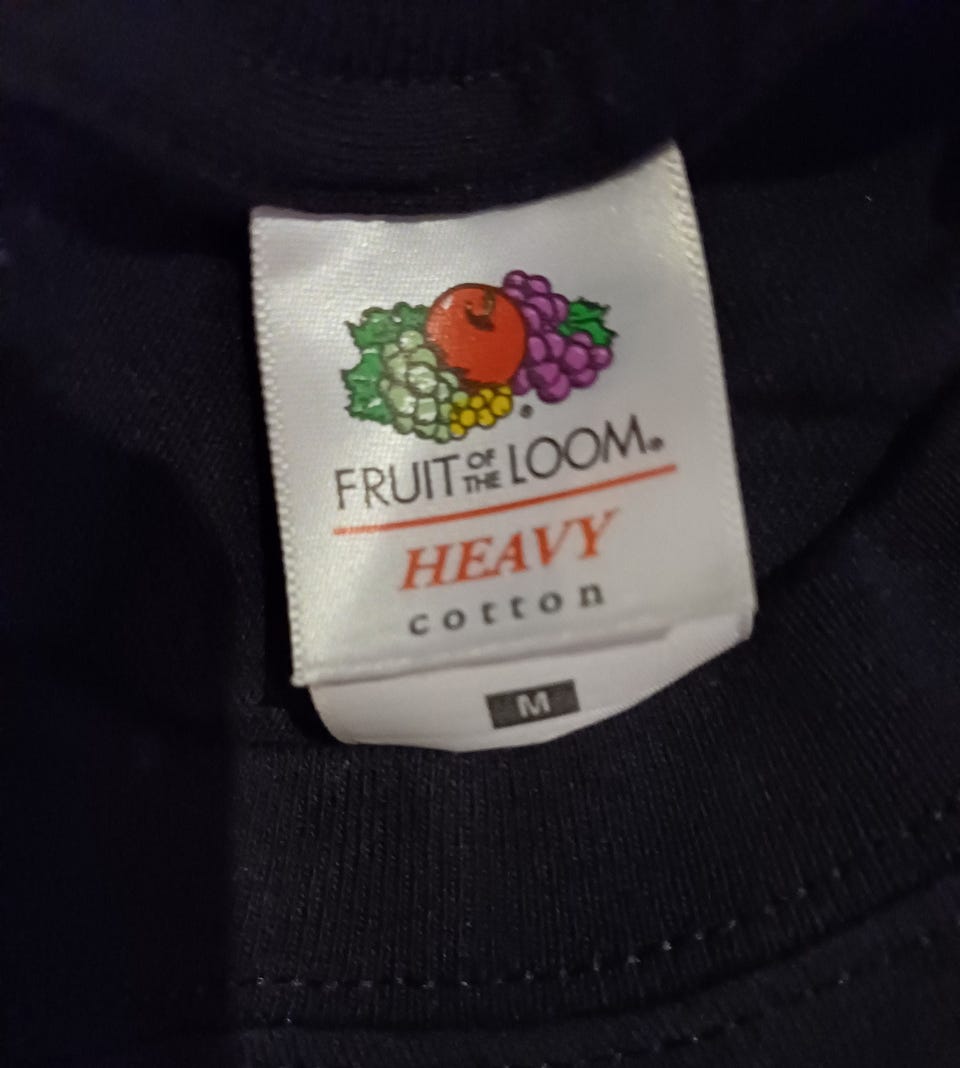 FRUIT OF THE LOOM®
HEAVY
cotton
M